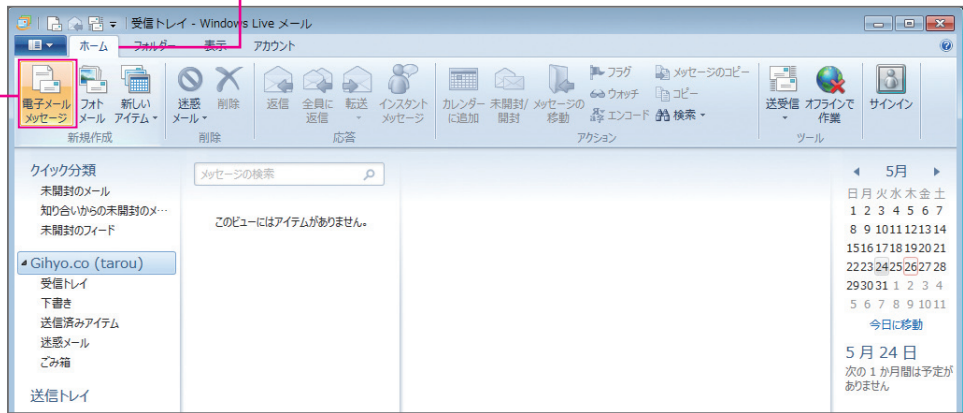 受信トレイ - Windows Live メール
ホーム フォルダー 表示 アカウント
電子メール メッセージ
フォト メール
新しい アイテム
迷惑 メール
削除
返信
全員に 返信
転送
インスタント メッセージ
カレンダー に追加
未開封/ 開封
メッセージの 移動
フラグ
ウォッチ
エンコード
メッセージのコピー
コピー
検索
送受信
オフラインで 作業
サインイン
新規作成 削除 応答 アクション ツール
クイック分類
未開封のメール
知り合いからの未開封のメ…
未開封のフィード
Gihyo.co (tarou)
受信トレイ
下書き
送信済みアイテム
迷惑メール
ごみ箱
送信トレイ
メッセージの検索
このビューにはアイテムがありません。
5月
日 月 火 水 木 金 土
1 2 3 4 5 6 7
8 9 10 11 12 13 14
15 16 17 18 19 20 21
22 23 24 25 26 27 28
29 30 31 1 2 3 4
5 6 7 8 9 10 11
今日に移動
5 月 24 日
次の 1 か月間は予定が
ありません